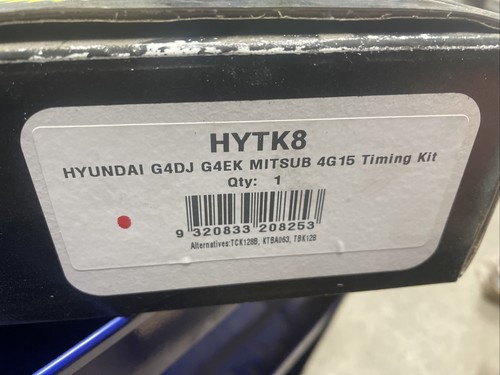 HYTK8
HYUNDAI G4DJ G4EK MITSUB 4G15 Timing Kit
Qty: 1
9 320833 208253
Alternatives:TCK128B, KTBA063, TBK128